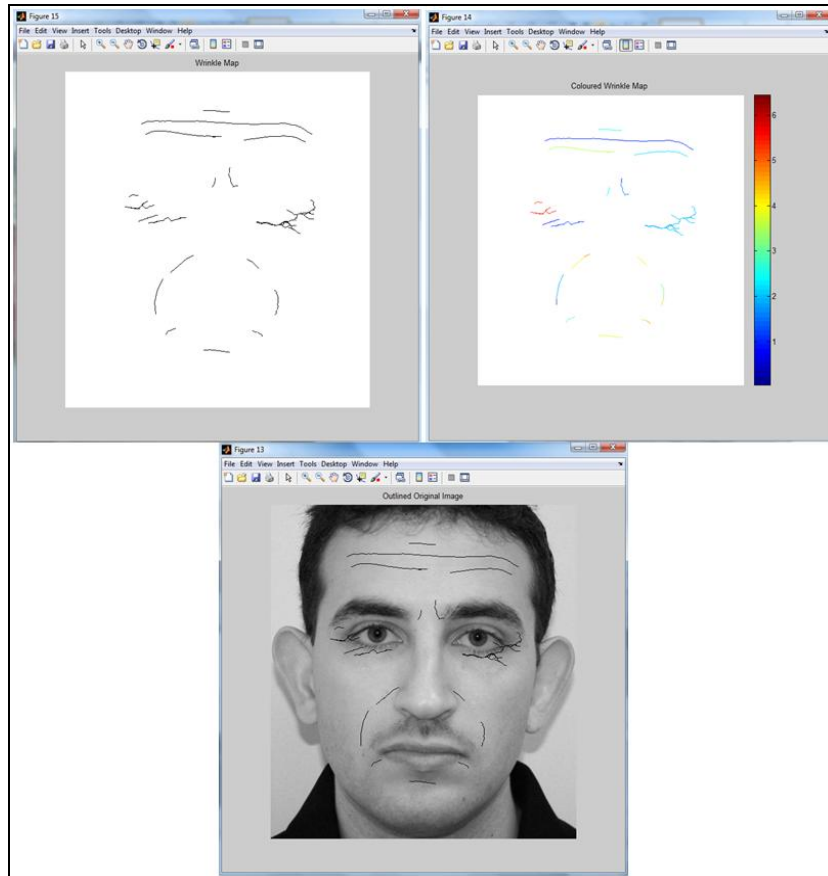 Figure 15
File Edit View Insert Tools Desktop Window Help
Wrinkle Map
Figure 14
File Edit View Insert Tools Desktop Window Help
Coloured Wrinkle Map
6
5
4
3
2
1
Figure 13
File Edit View Insert Tools Desktop Window Help
Outlined Original Image